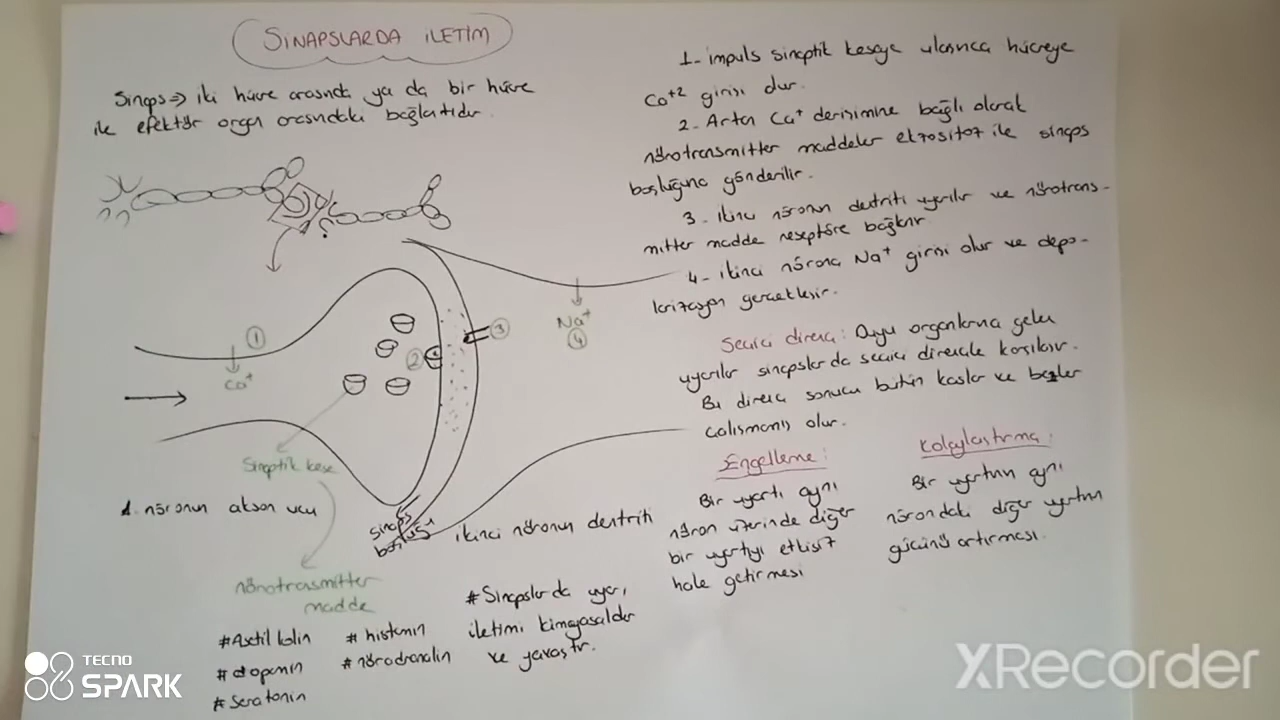 SİNAPSLARDA İLETİM
Sinaps => iki hücre arasında ya da bir hücre
ile efektör organ arasındaki bağlantıdır.
1
Ca+
2
3
Na+
4
Sinaptik kese
1. nöronun akson ucu
sinaps
ikinci nöronun dentriti
nörotransmitter
madde
#Asetil kolin
#dopamin
#Seratonin
#histamin
#nöradrenalin
#Sinapslarda uyarı
iletimi kimyasaldır
ve yavaştır.
1- impuls sinaptik keseye ulaşınca hücreye
Ca+2 girişi olur.
2- Artan Ca+ derişimine bağlı olarak
nörotransmitter maddeler ekzositoz ile sinaps
boşluğuna gönderilir.
3- ikinci nöronun dentriti uyarılır ve nörotrans-
mitter madde reseptöre bağlanır
4- ikinci nörona Na+ girişi olur ve depo-
larizasyon gerçekleşir.
Seçici direnç: Duyu organlarına gelen
uyarılar sinapslarda seçici dirençle karşılaşır.
Bu direnç sonucu bütün kaslar ve bezler
çalışmamış olur.
Engelleme:
Bir uyartı aynı
nöron üzerinde diğer
bir uyartıyı etkisiz
hale getirmesi
Kolaylaştırma:
Bir uyartının aynı
nörondaki diğer uyartının
gücünü artırması.
TECNO
SPARK
XRecorder